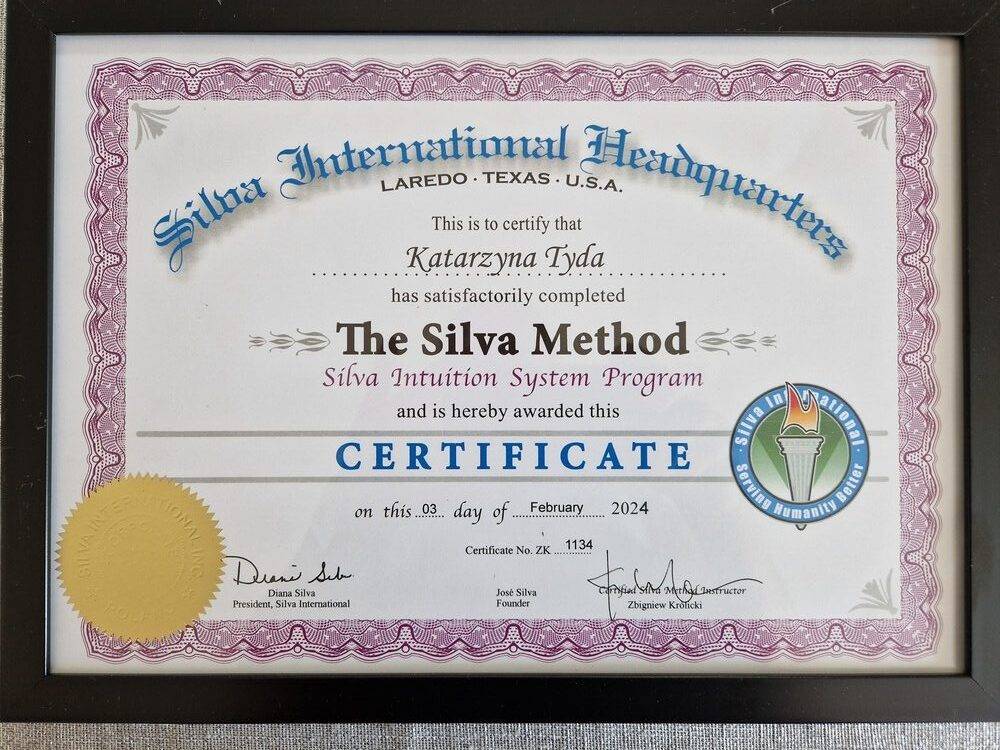 Silva International Headquarters
LAREDO · TEXAS · U.S.A.
This is to certify that
Katarzyna Tyda
has satisfactorily completed
The Silva Method
Silva Intuition System Program
and is hereby awarded this
CERTIFICATE
Silva International
Serving Humanity Better
on this 03 day of February 2024
Certificate No. ZK 1134
Diana Silva
President, Silva International
José Silva
Founder
Certified Silva Method Instructor
Zbigniew Królicki